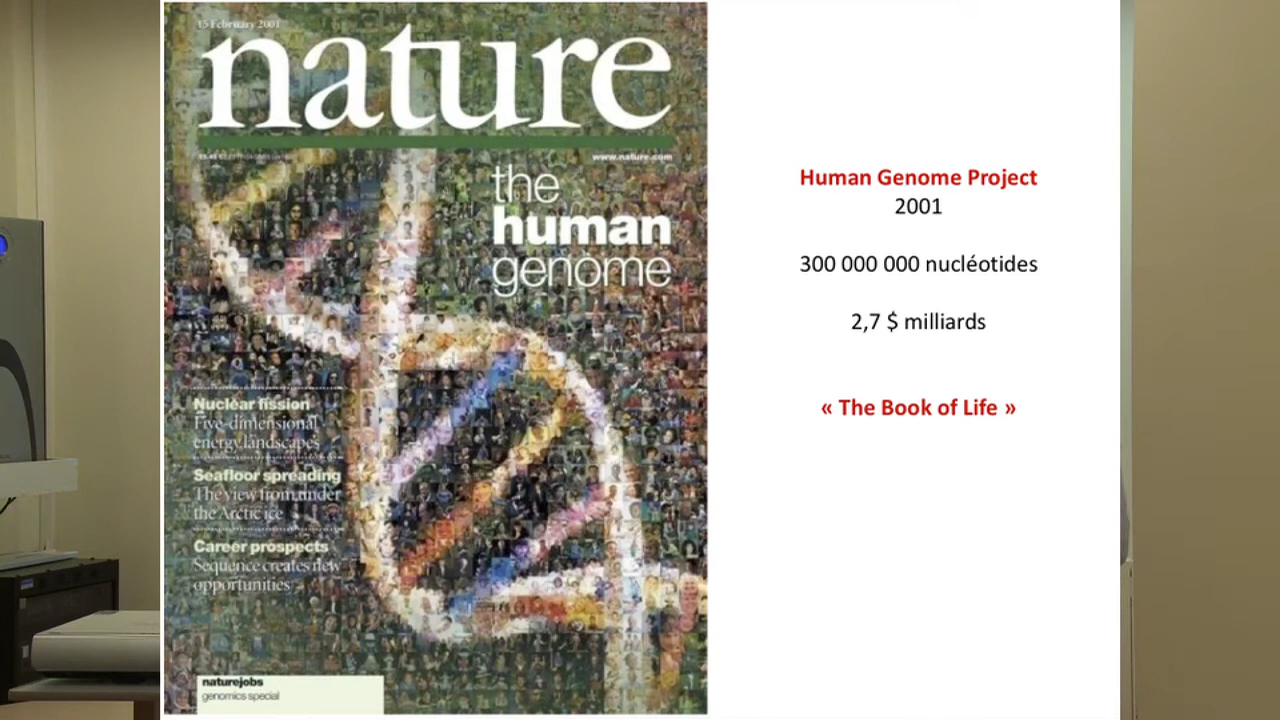 15 February 2001
nature
www.nature.com
the
human
genome
Nuclear fission
Five-dimensional
energy landscapes
Seafloor spreading
The view from under
the Arctic ice
Career prospects
Sequence creates new
opportunities
naturejobs
genomics special
Human Genome Project
2001
300 000 000 nucléotides
2,7 $ milliards
« The Book of Life »